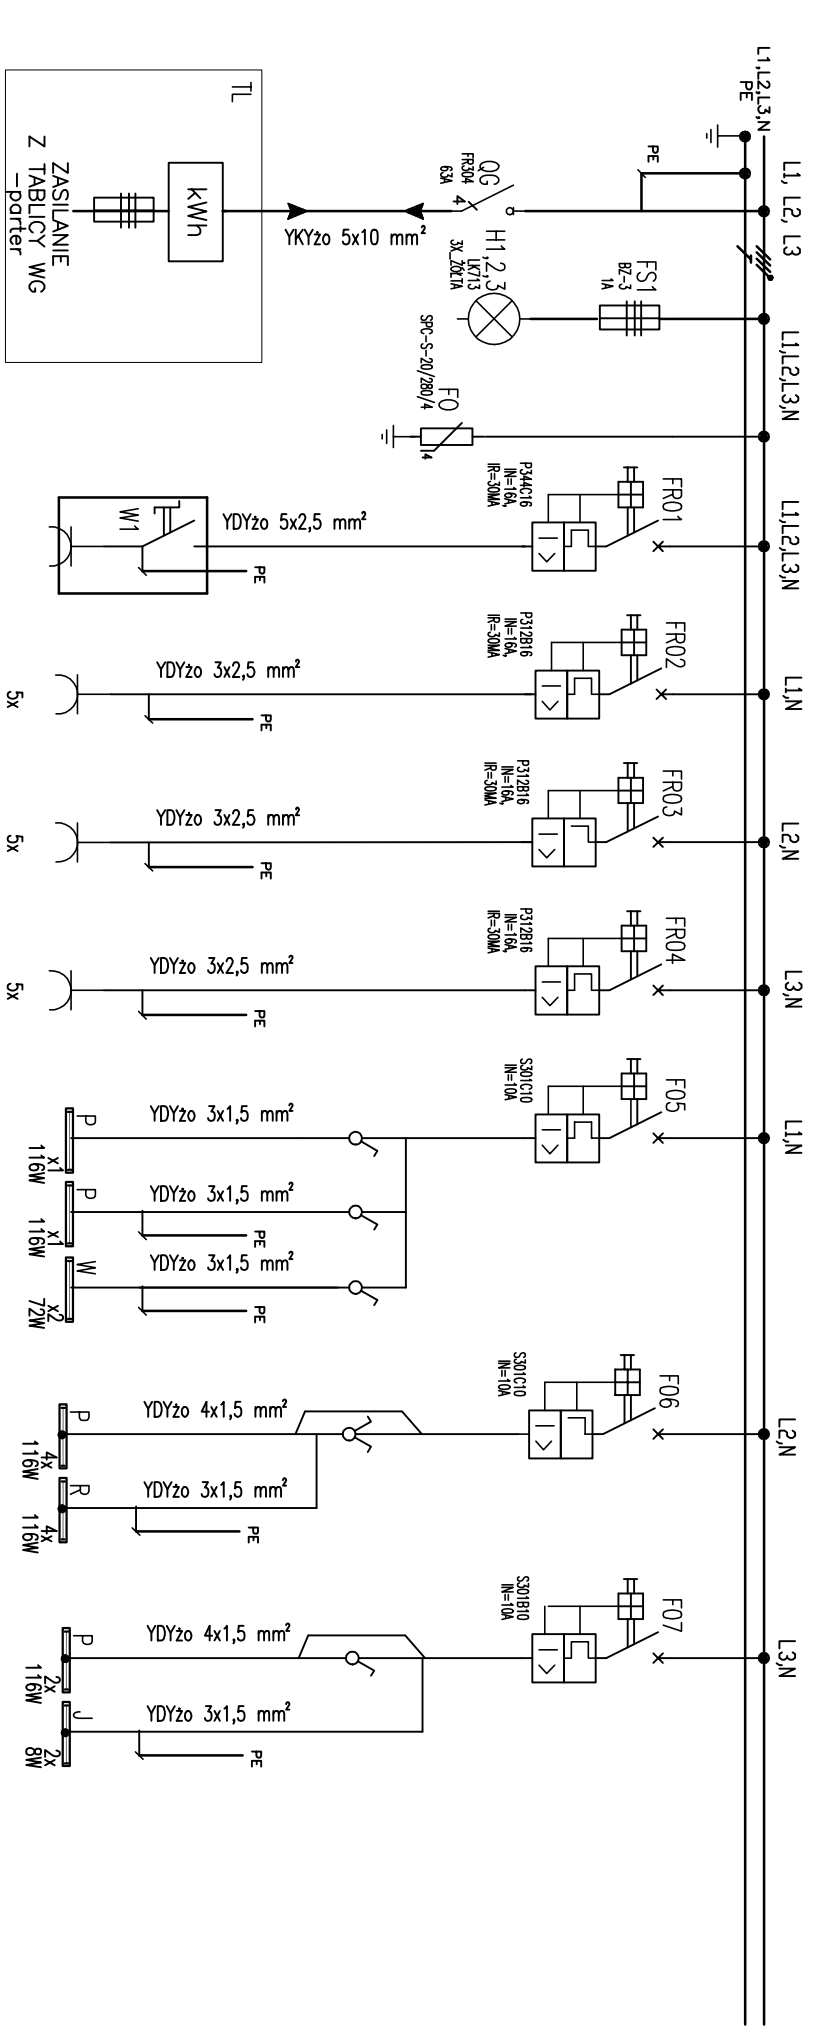 L1,L2,L3,N
PE
L1, L2, L3
PE
QG
FR304
63A
4
YKYżo 5x10 mm²
TL
kWh
ZASILANIE
Z TABLICY WG
-parter
L1,L2,L3,N
FS1
BZ-3
1A
H1,2,3
LK713
3X_ŻÓŁTA
FO
SPC-S-20/280/4
4
L1,L2,L3,N
FR01
P344C16
IN=16A,
IR=30MA
YDYżo 5x2,5 mm²
W1
PE
L1,N
FR02
P312B16
IN=16A,
IR=30MA
YDYżo 3x2,5 mm²
PE
5x
L2,N
FR03
P312B16
IN=16A,
IR=30MA
YDYżo 3x2,5 mm²
PE
5x
L3,N
FR04
P312B16
IN=16A,
IR=30MA
YDYżo 3x2,5 mm²
PE
5x
L1,N
F05
S301C10
IN=10A
YDYżo 3x1,5 mm²
P
x1
116W
YDYżo 3x1,5 mm²
PE
P
x1
116W
YDYżo 3x1,5 mm²
PE
W
x2
72W
L2,N
F06
S301C10
IN=10A
YDYżo 4x1,5 mm²
P
4x
116W
YDYżo 3x1,5 mm²
PE
R
4x
116W
L3,N
F07
S301B10
IN=10A
YDYżo 4x1,5 mm²
P
2x
116W
YDYżo 3x1,5 mm²
PE
J
2x
8W